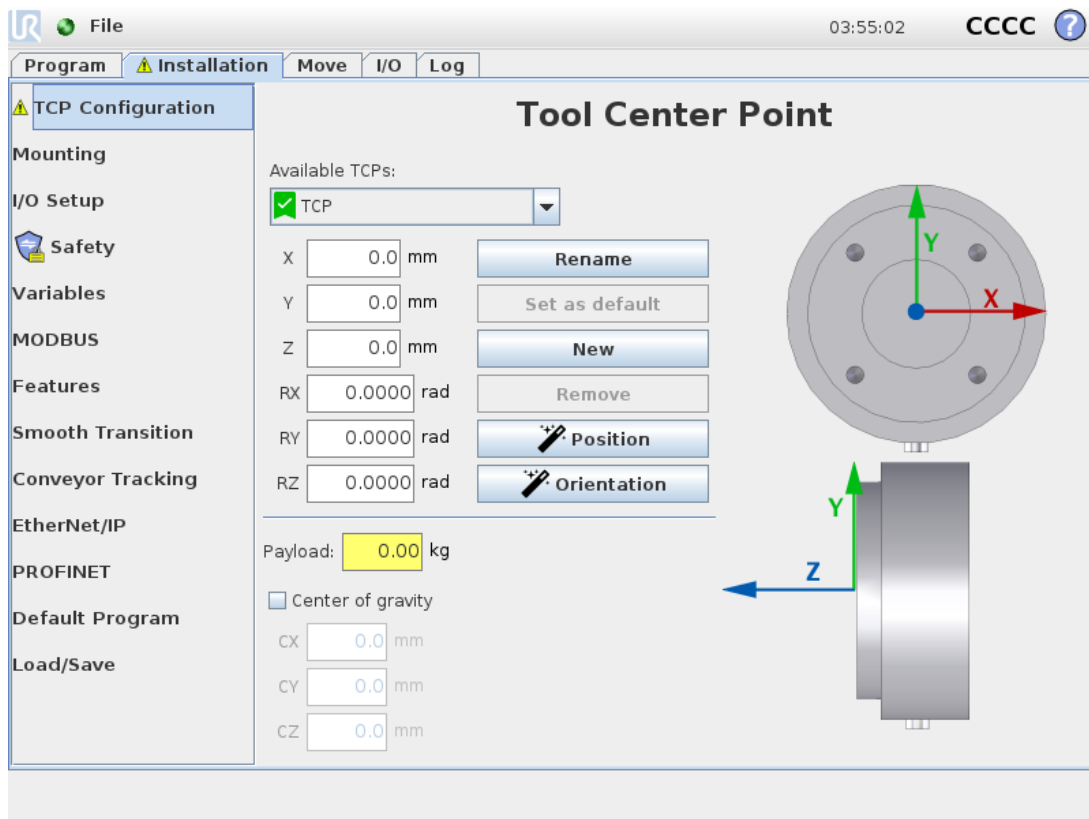 UR File 03:55:02 CCCC ?
Program Installation Move I/O Log
TCP Configuration
Mounting
I/O Setup
Safety
Variables
MODBUS
Features
Smooth Transition
Conveyor Tracking
EtherNet/IP
PROFINET
Default Program
Load/Save
Tool Center Point
Available TCPs:
TCP
X 0.0 mm Rename
Y 0.0 mm Set as default
Z 0.0 mm New
RX 0.0000 rad Remove
RY 0.0000 rad Position
RZ 0.0000 rad Orientation
Payload: 0.00 kg
Center of gravity
CX 0.0 mm
CY 0.0 mm
CZ 0.0 mm
Y
X
Y
Z